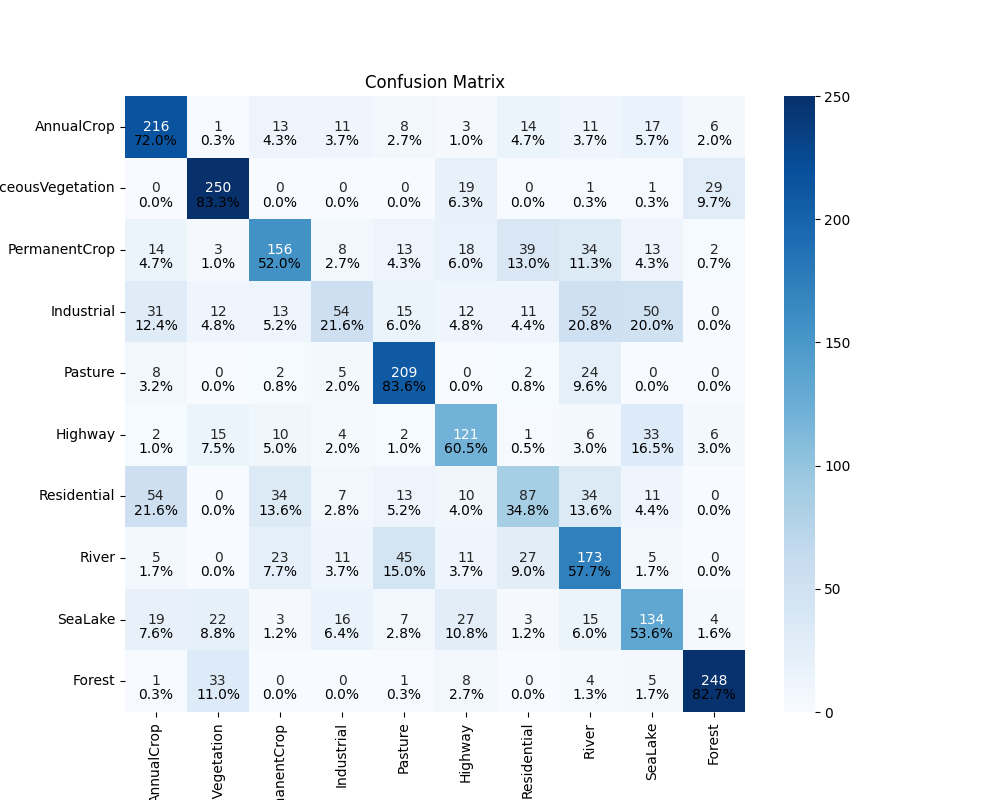 Confusion Matrix
AnnualCrop 216 1 13 11 8 3 14 11 17 6
72.0% 0.3% 4.3% 3.7% 2.7% 1.0% 4.7% 3.7% 5.7% 2.0%
ceousVegetation 0 250 0 0 0 19 0 1 1 29
0.0% 83.3% 0.0% 0.0% 0.0% 6.3% 0.0% 0.3% 0.3% 9.7%
PermanentCrop 14 3 156 8 13 18 39 34 13 2
4.7% 1.0% 52.0% 2.7% 4.3% 6.0% 13.0% 11.3% 4.3% 0.7%
Industrial 31 12 13 54 15 12 11 52 50 0
12.4% 4.8% 5.2% 21.6% 6.0% 4.8% 4.4% 20.8% 20.0% 0.0%
Pasture 8 0 2 5 209 0 2 24 0 0
3.2% 0.0% 0.8% 2.0% 83.6% 0.0% 0.8% 9.6% 0.0% 0.0%
Highway 2 15 10 4 2 121 1 6 33 6
1.0% 7.5% 5.0% 2.0% 1.0% 60.5% 0.5% 3.0% 16.5% 3.0%
Residential 54 0 34 7 13 10 87 34 11 0
21.6% 0.0% 13.6% 2.8% 5.2% 4.0% 34.8% 13.6% 4.4% 0.0%
River 5 0 23 11 45 11 27 173 5 0
1.7% 0.0% 7.7% 3.7% 15.0% 3.7% 9.0% 57.7% 1.7% 0.0%
SeaLake 19 22 3 16 7 27 3 15 134 4
7.6% 8.8% 1.2% 6.4% 2.8% 10.8% 1.2% 6.0% 53.6% 1.6%
Forest 1 33 0 0 1 8 0 4 5 248
0.3% 11.0% 0.0% 0.0% 0.3% 2.7% 0.0% 1.3% 1.7% 82.7%
AnnualCrop
Vegetation
nanentCrop
Industrial
Pasture
Highway
Residential
River
SeaLake
Forest
250
200
150
100
50
0